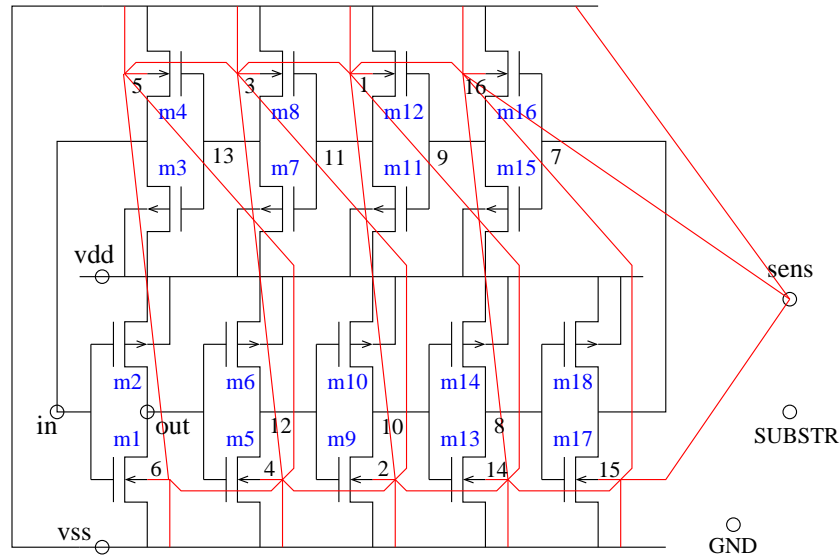 5 3 1 16
m4 m8 m12 m16
13 11 9 7
m3 m7 m11 m15
vdd
sens
m2 m6 m10 m14 m18
in out 12 10 8
SUBSTR
m1 m5 m9 m13 m17
6 4 2 14 15
vss
GND